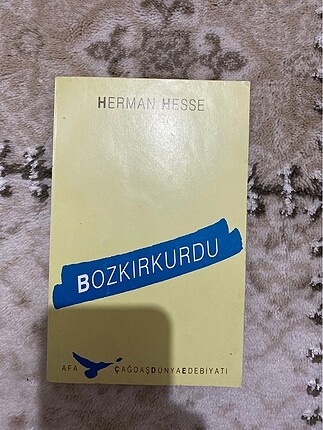 HERMAN HESSE
BOZKIRKURDU
AFA ÇAĞDAŞDÜNYAEDEBİYATI